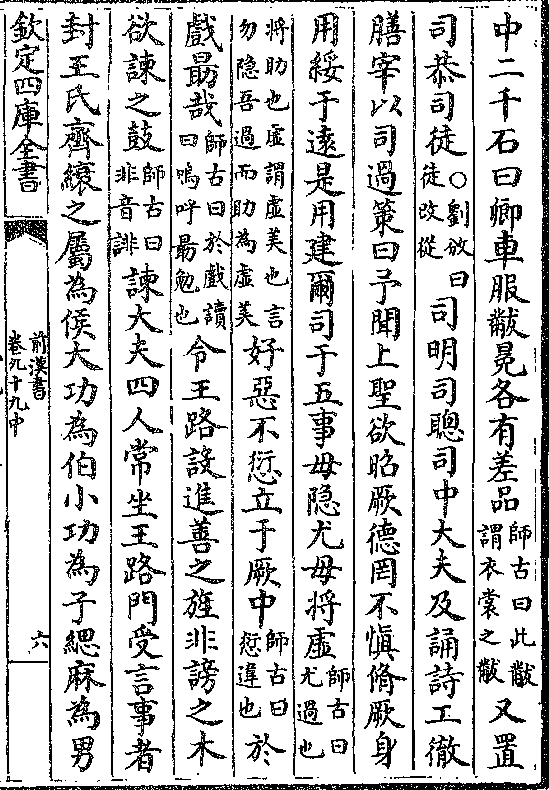 中二千石曰卿車服黻冕各有差品師古曰此黻謂衣裳之黻又置
司恭司徒○劉攽曰徒改從司明司聰司中大夫及誦詩工徹
膳宰以司過策曰予聞上聖欲昭厥德罔不慎脩厥身
用綏于遠是用建爾司于五事毋隐尤毋將虛師古曰尤過也
將助也虛謂虛美也言勿隐吾過而助為虛美好惡不愆立于厥中師古曰愆違也於
戲勗哉師古曰於戲讀曰嗚呼勗勉也令王路設進善之旌非謗之木
欲諫之鼓師古曰非音誹諫大夫四人常坐王路門受言事者
封王氏齊縗之屬為侯大功為伯小功為子緦麻為男
欽定四庫全書
前漢書
卷九十九中
六